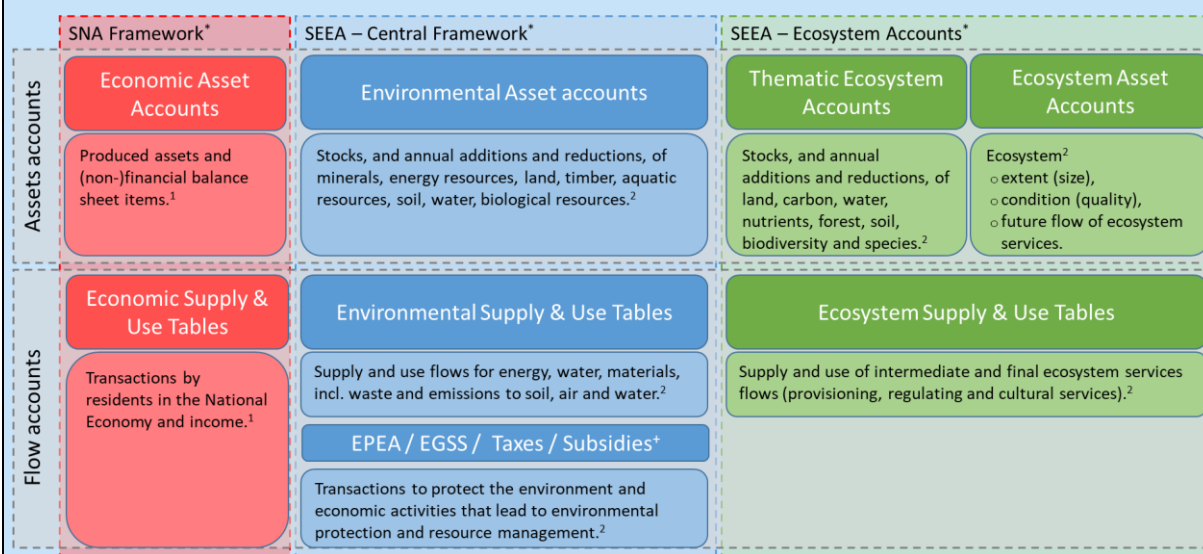 SNA Framework*
SEEA – Central Framework*
SEEA – Ecosystem Accounts*
Assets accounts
Economic Asset
Accounts
Environmental Asset accounts
Thematic Ecosystem
Accounts
Ecosystem Asset
Accounts
Produced assets and
(non-)financial balance
sheet items.¹
Stocks, and annual additions and reductions, of
minerals, energy resources, land, timber, aquatic
resources, soil, water, biological resources.²
Stocks, and annual
additions and reductions, of
land, carbon, water,
nutrients, forest, soil,
biodiversity and species.²
Ecosystem²
o extent (size),
o condition (quality),
o future flow of ecosystem
services.
Flow accounts
Economic Supply &
Use Tables
Environmental Supply & Use Tables
Ecosystem Supply & Use Tables
Transactions by
residents in the National
Economy and income.¹
Supply and use flows for energy, water, materials,
incl. waste and emissions to soil, air and water.²
Supply and use of intermediate and final ecosystem services
flows (provisioning, regulating and cultural services).²
EPEA / EGSS / Taxes / Subsidies⁺
Transactions to protect the environment and
economic activities that lead to environmental
protection and resource management.²